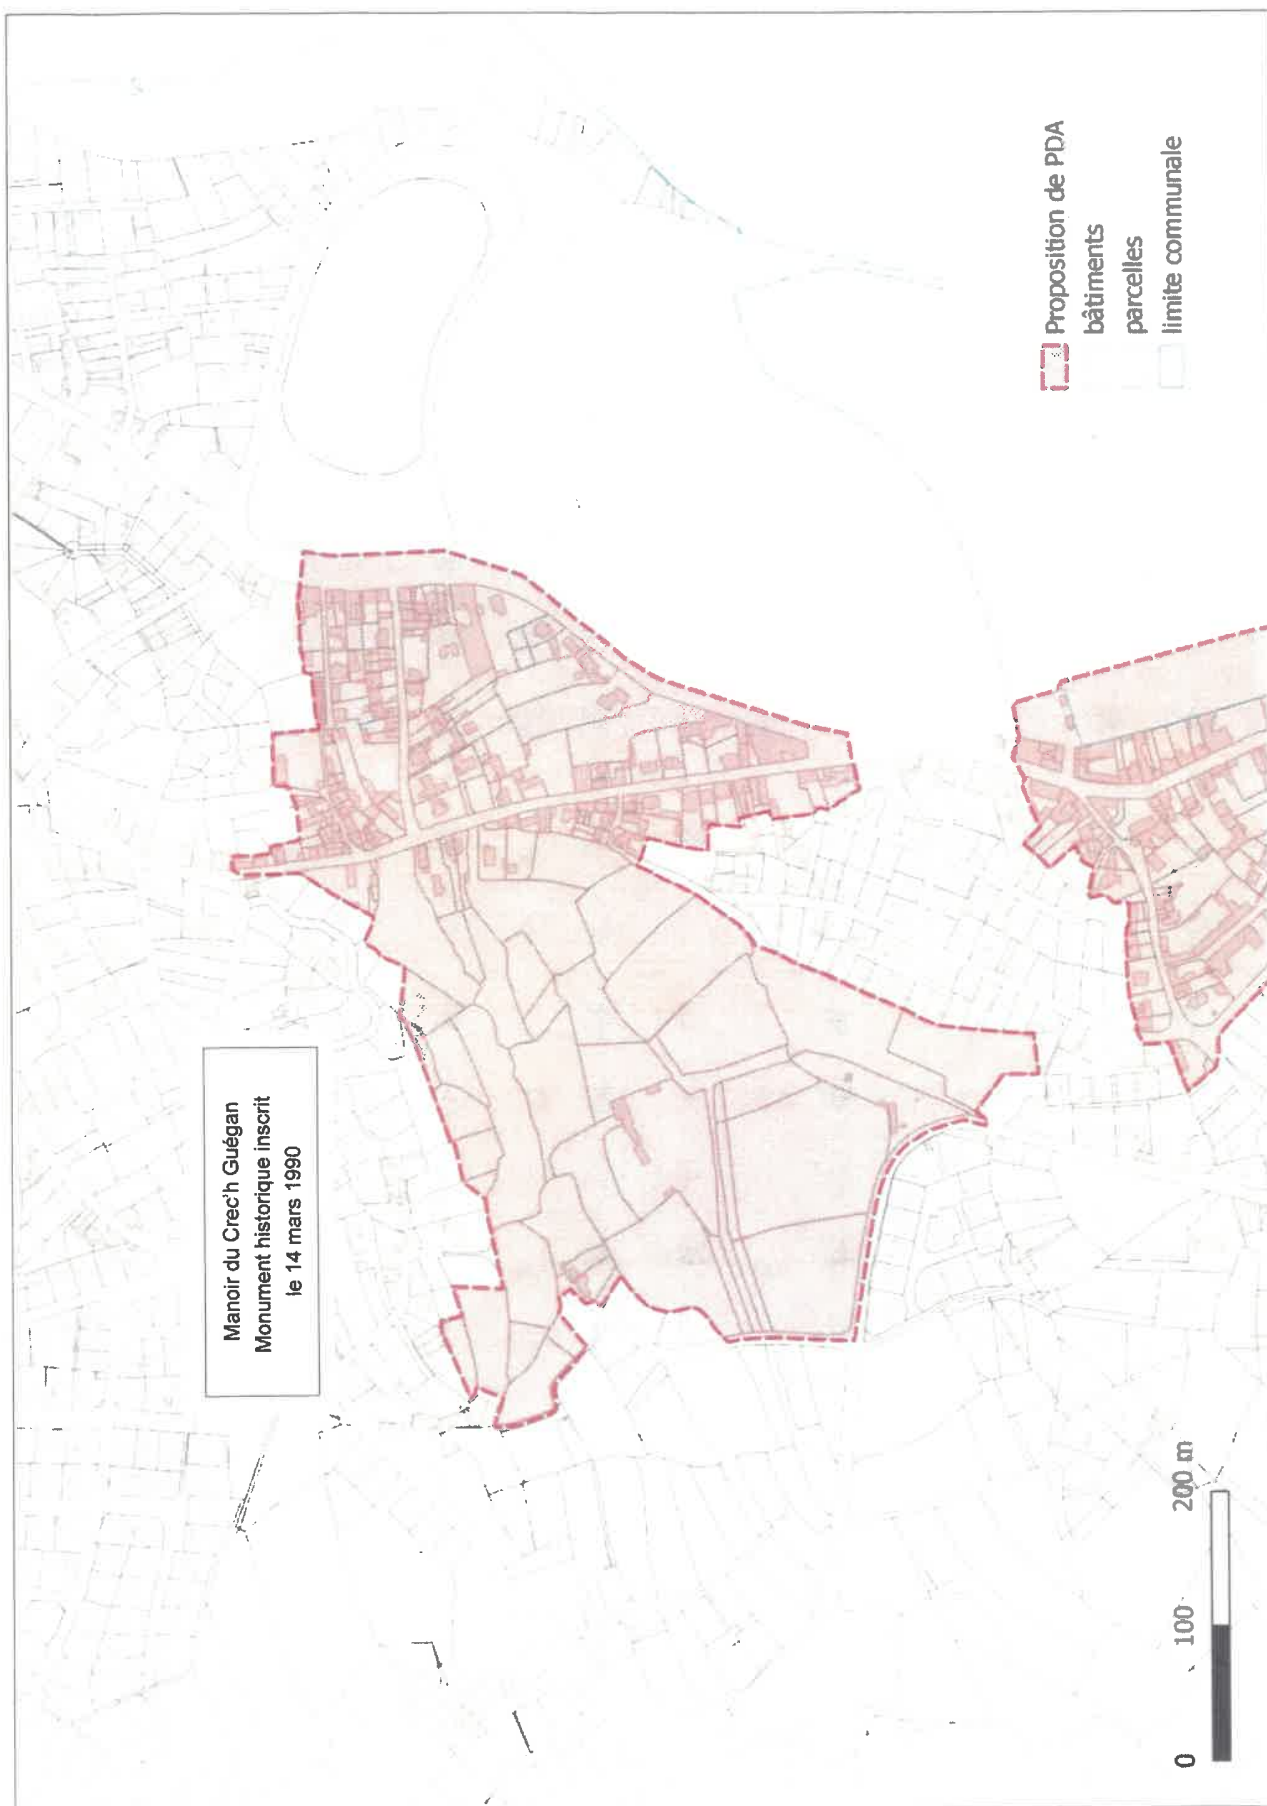 Manoir du Crec'h Guégan
Monument historique inscrit
le 14 mars 1990
Proposition de PDA
bâtiments
parcelles
limite communale
0 100 200 m